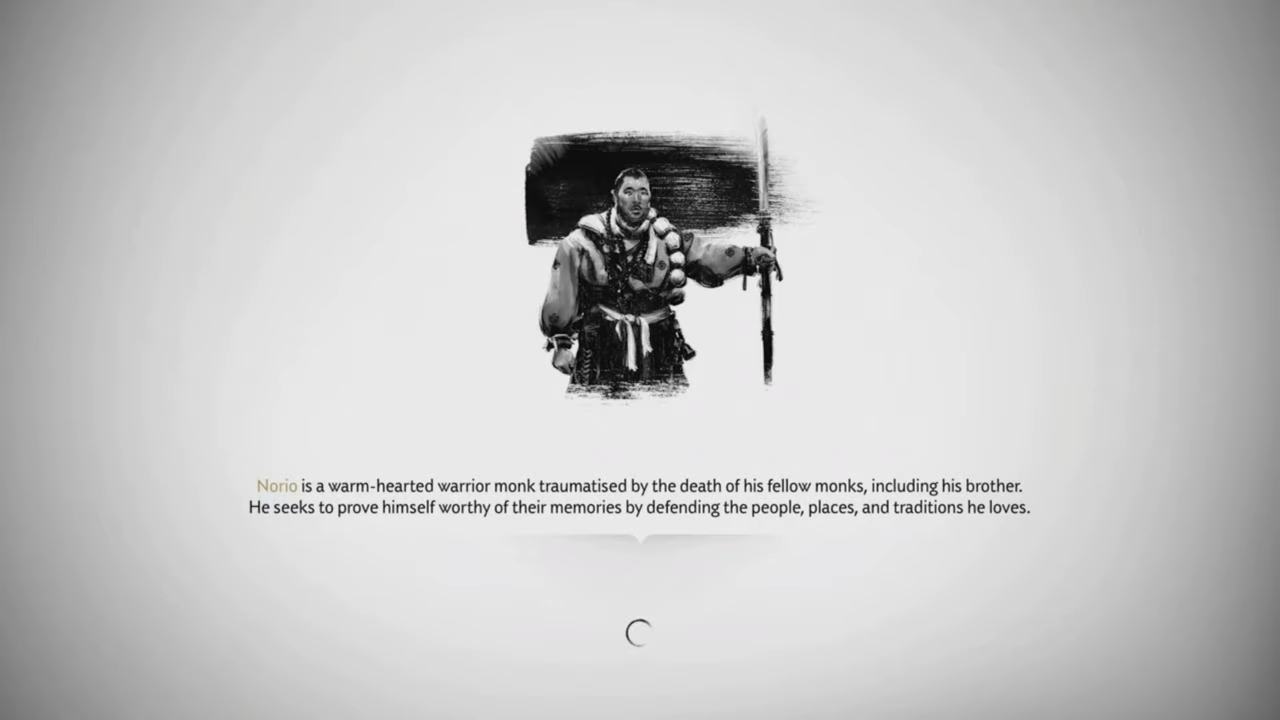 Norio is a warm-hearted warrior monk traumatised by the death of his fellow monks, including his brother.
He seeks to prove himself worthy of their memories by defending the people, places, and traditions he loves.